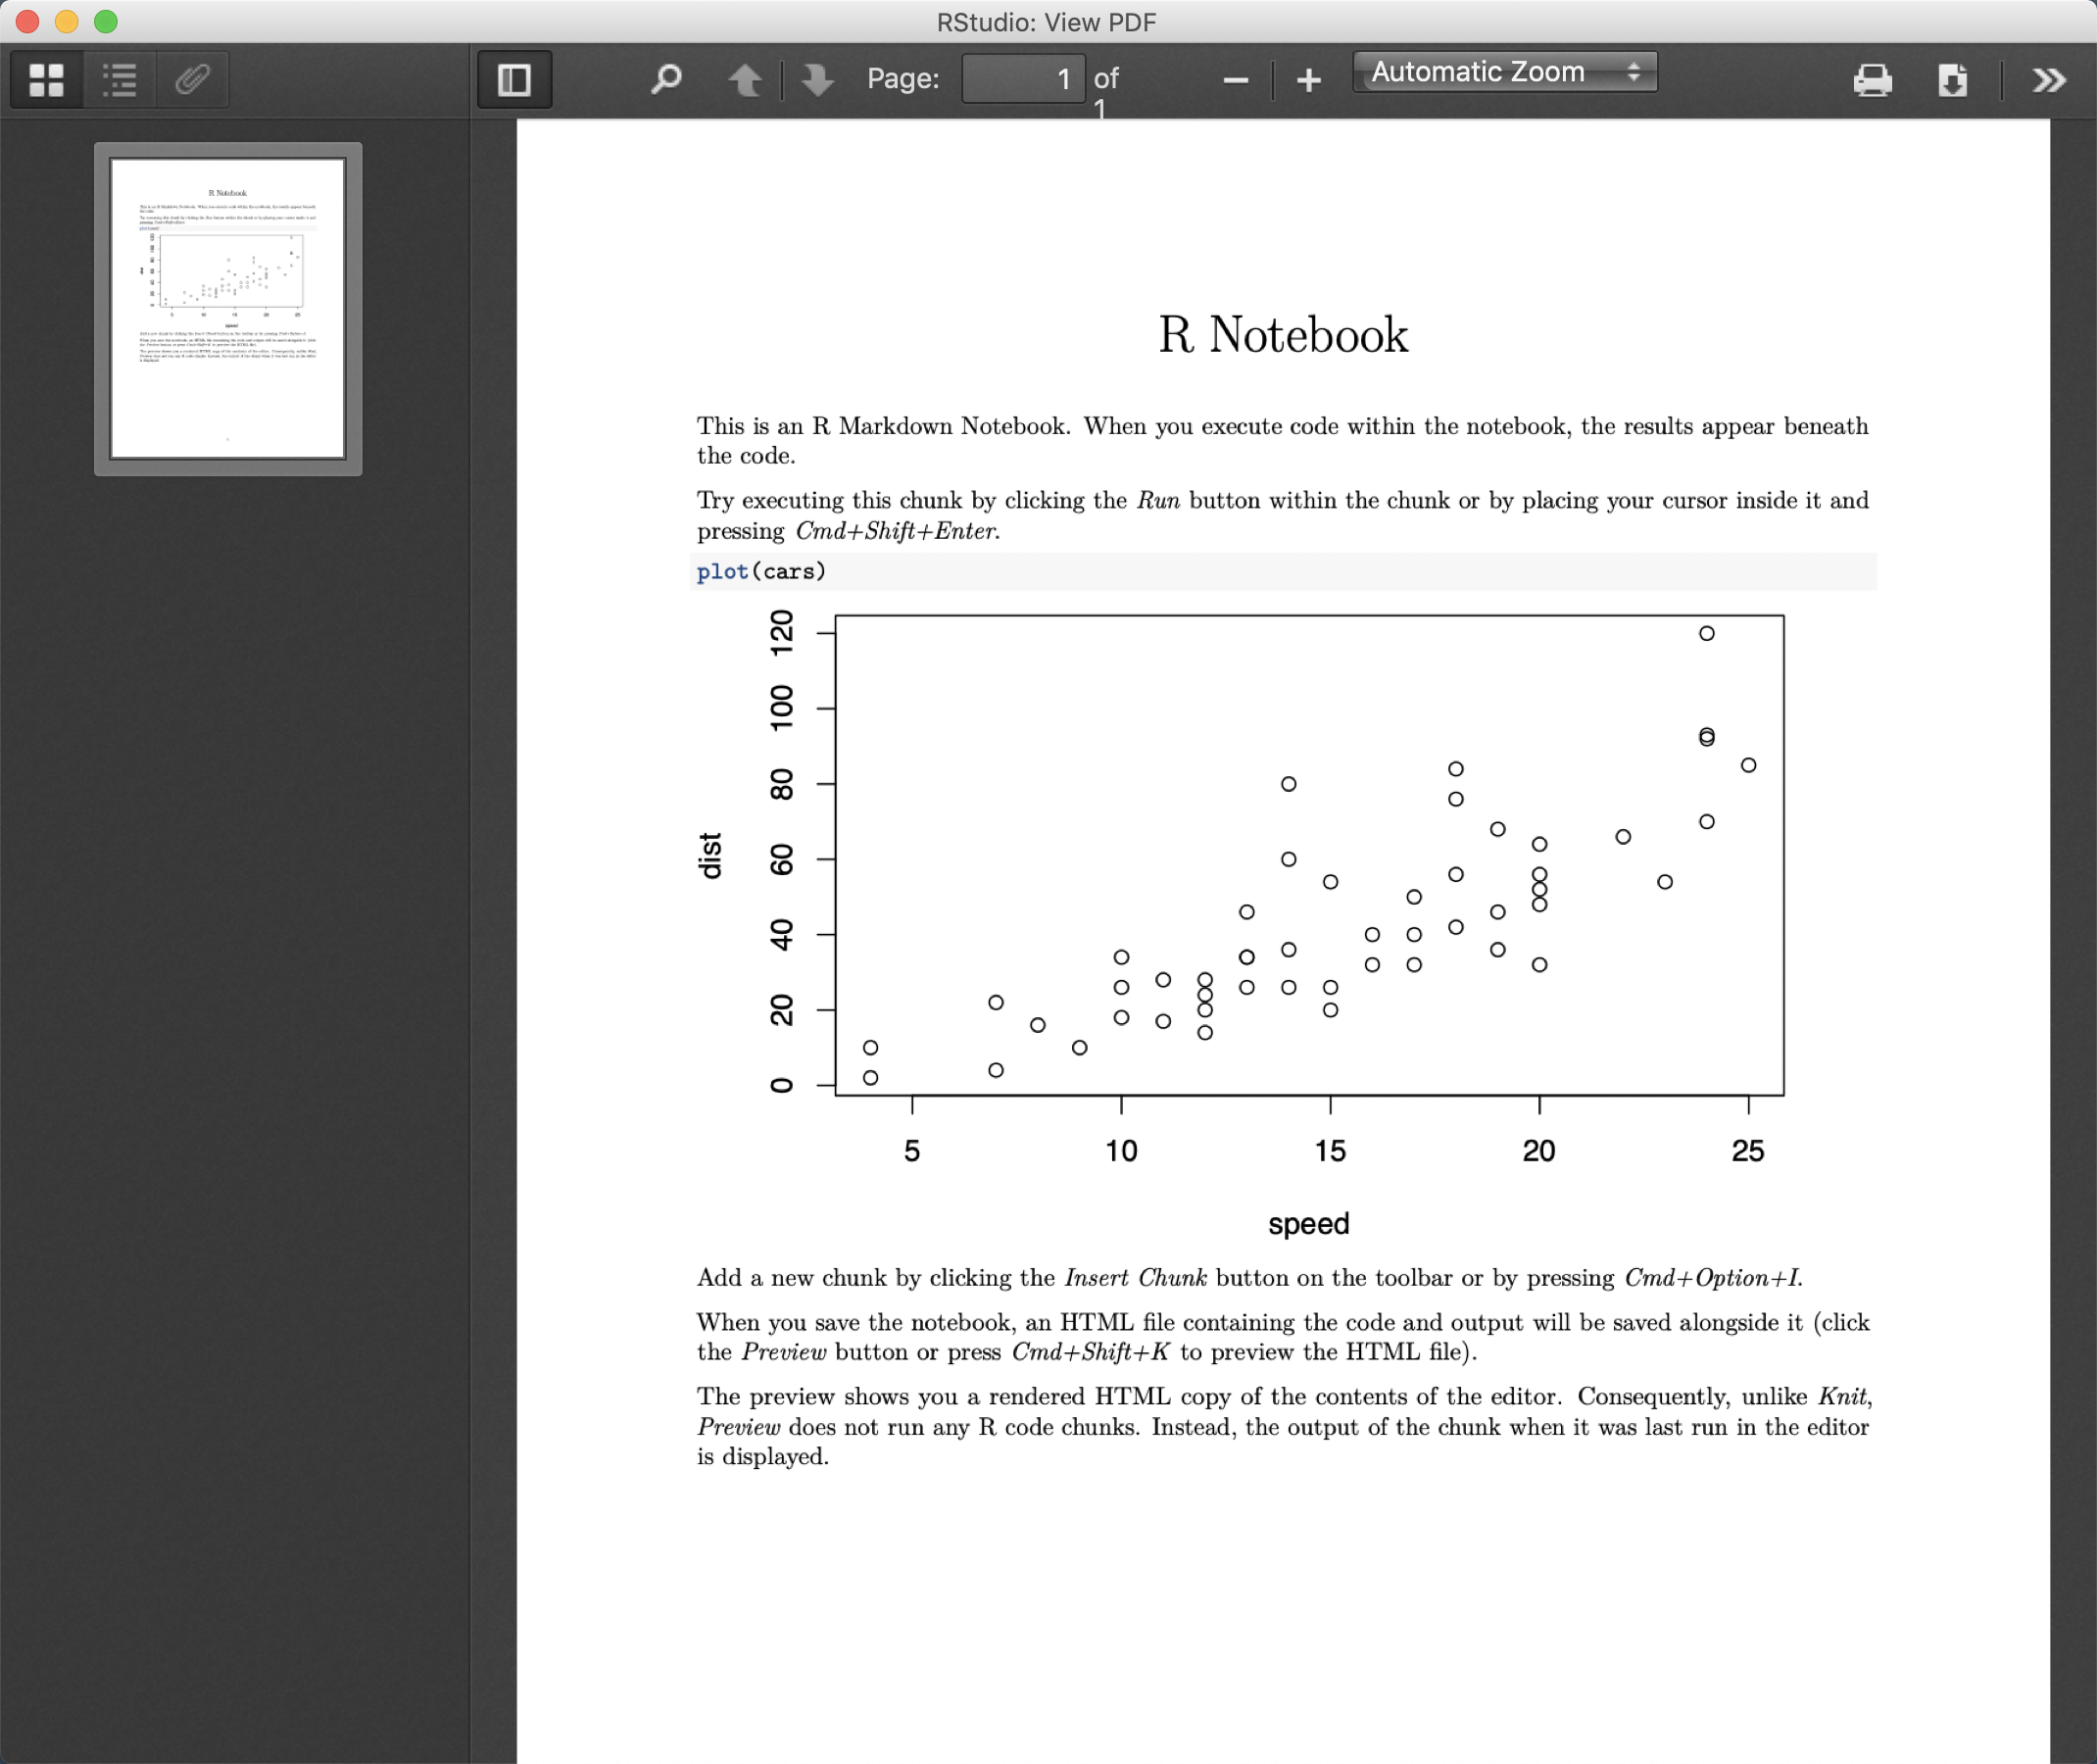 RStudio: View PDF
Page: 1 of 1
Automatic Zoom
R Notebook
This is an R Markdown Notebook. When you execute code within the notebook, the results appear beneath
the code.
Try executing this chunk by clicking the Run button within the chunk or by placing your cursor inside it and
pressing Cmd+Shift+Enter.
plot(cars)
120
100
80
60
40
20
0
dist
5 10 15 20 25
speed
Add a new chunk by clicking the Insert Chunk button on the toolbar or by pressing Cmd+Option+I.
When you save the notebook, an HTML file containing the code and output will be saved alongside it (click
the Preview button or press Cmd+Shift+K to preview the HTML file).
The preview shows you a rendered HTML copy of the contents of the editor. Consequently, unlike Knit,
Preview does not run any R code chunks. Instead, the output of the chunk when it was last run in the editor
is displayed.
R Notebook